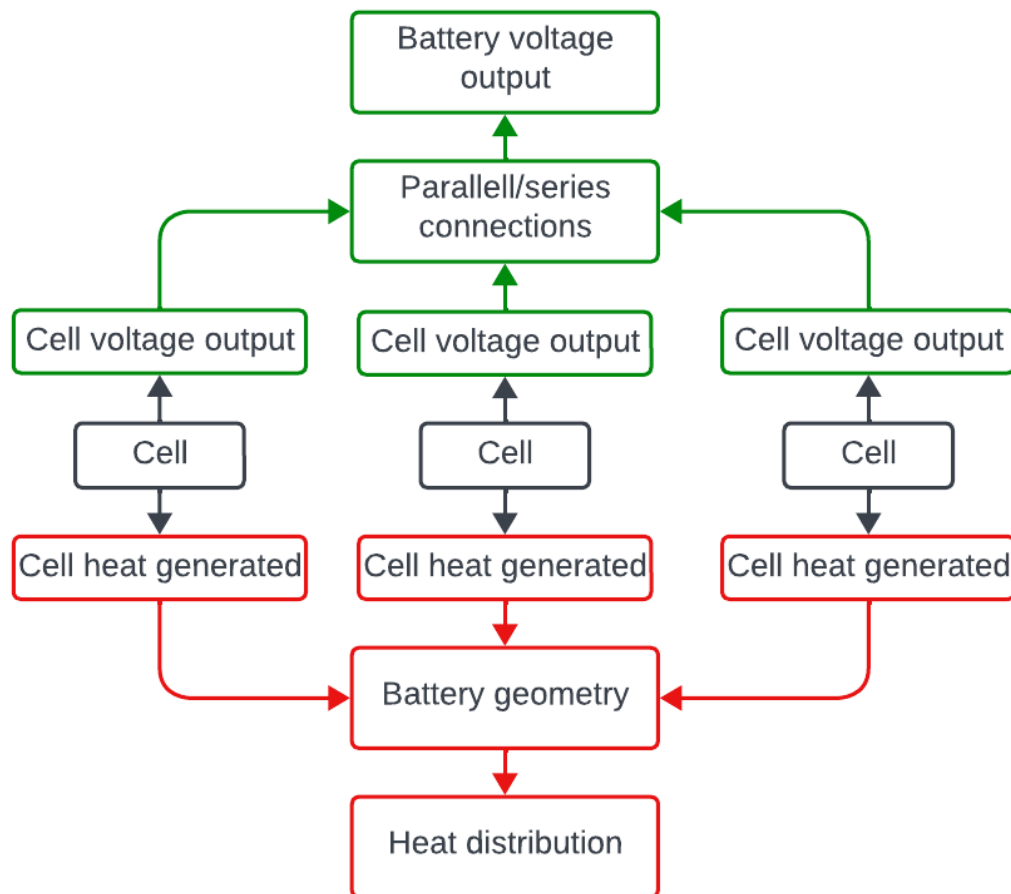 Battery voltage
output
Parallell/series
connections
Cell voltage output
Cell voltage output
Cell voltage output
Cell
Cell
Cell
Cell heat generated
Cell heat generated
Cell heat generated
Battery geometry
Heat distribution